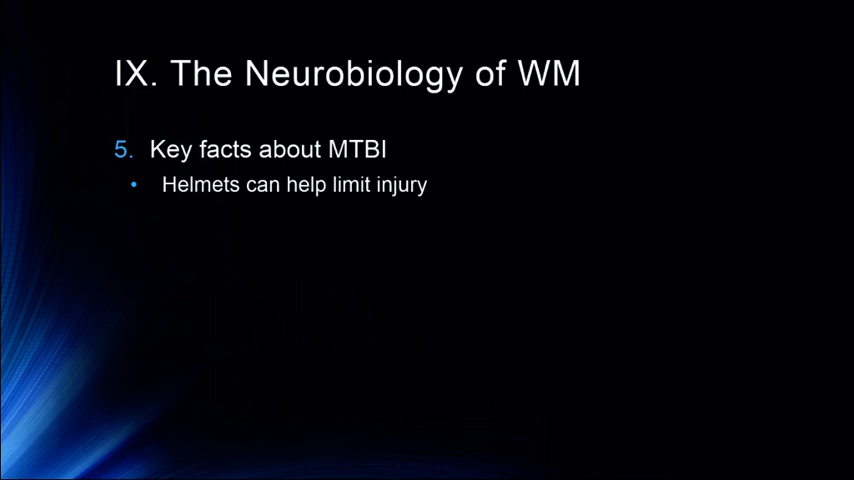 IX. The Neurobiology of WM
5. Key facts about MTBI
• Helmets can help limit injury